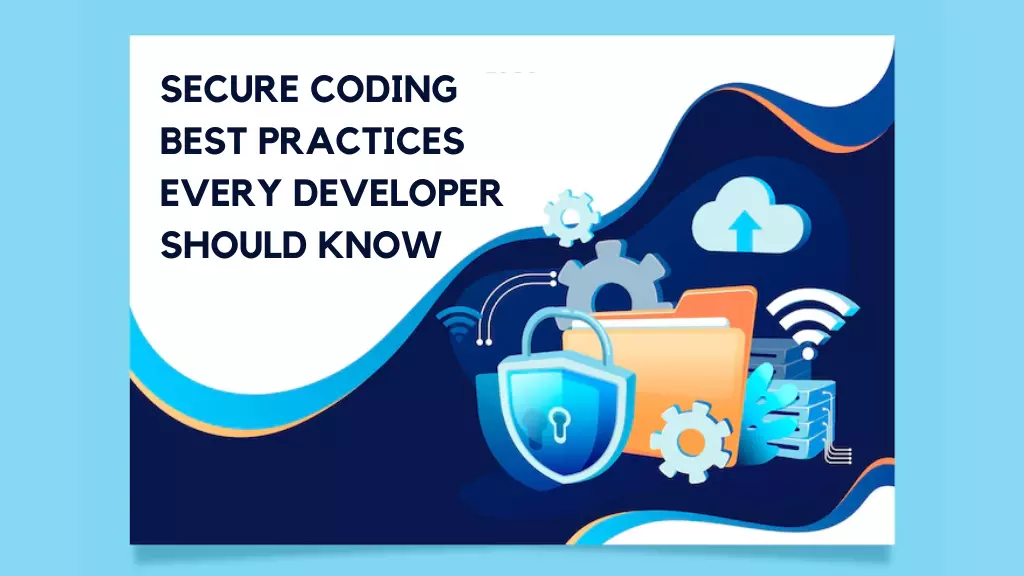 SECURE CODING
BEST PRACTICES
EVERY DEVELOPER
SHOULD KNOW